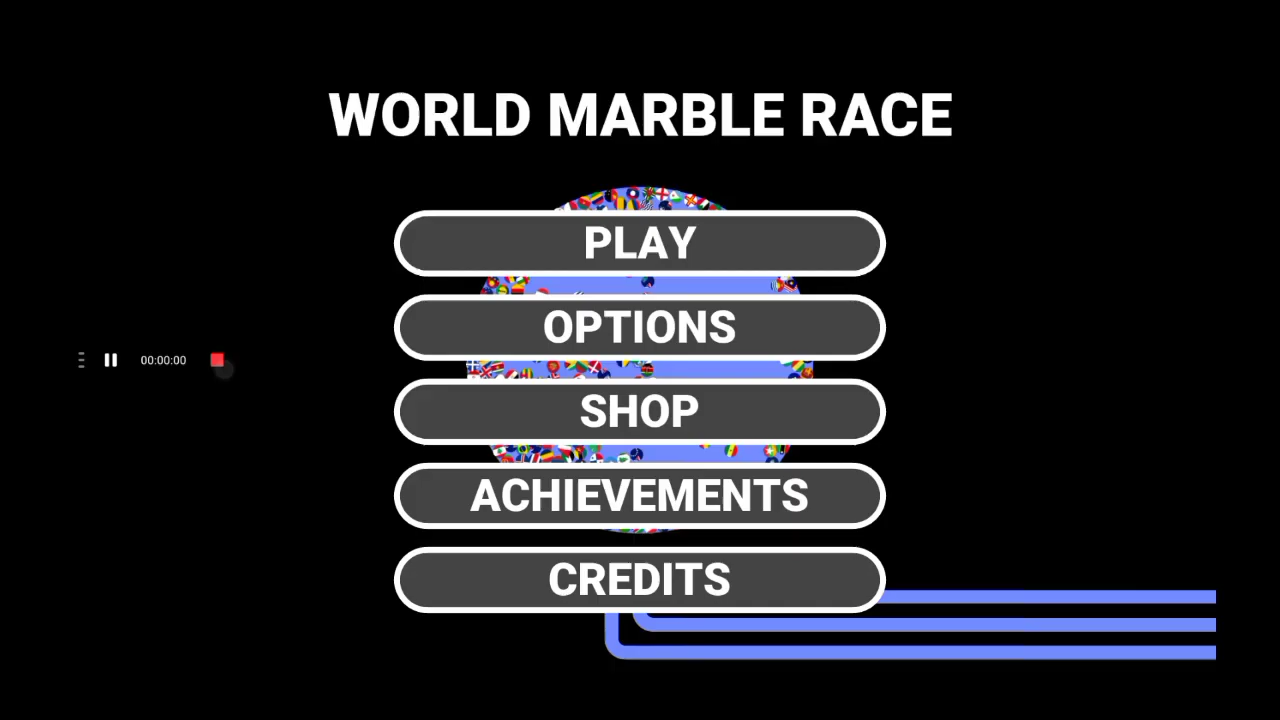 WORLD MARBLE RACE
PLAY
OPTIONS
00:00:00
SHOP
ACHIEVEMENTS
CREDITS